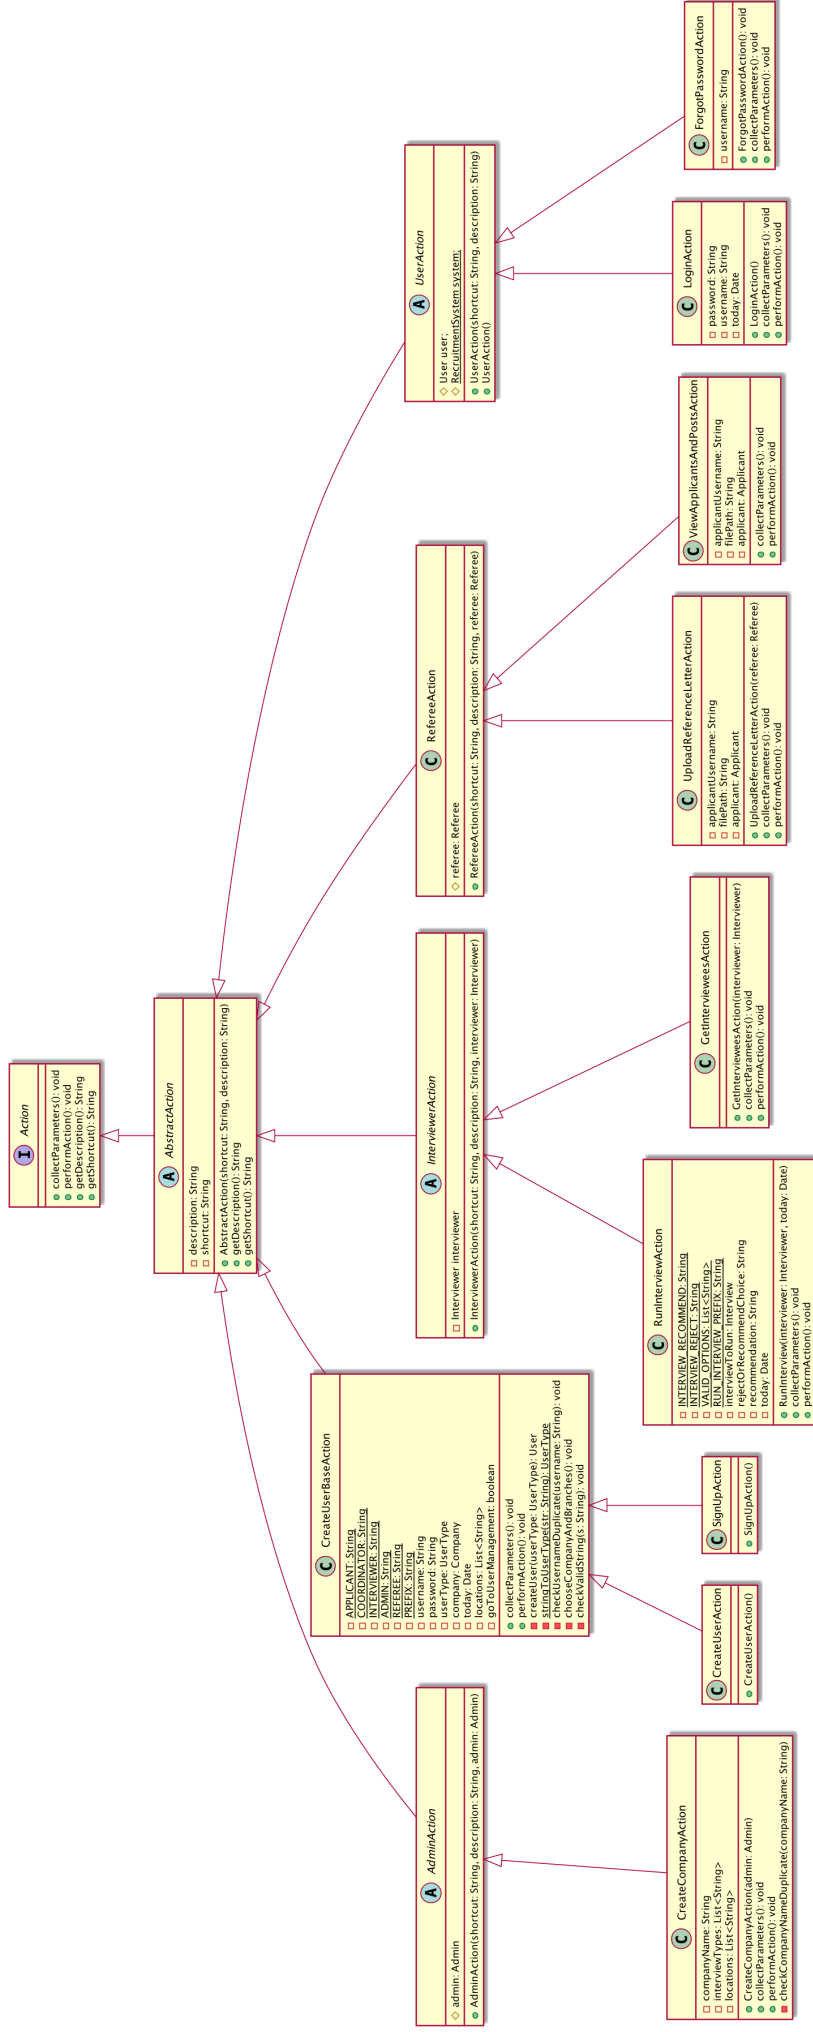 I Action
collectParameters(): void
performAction(): void
getDescription(): String
getShortcut(): String
A AbstractAction
description: String
shortcut: String
AbstractAction(shortcut: String, description: String)
getDescription(): String
getShortcut(): String
A AdminAction
admin: Admin
AdminAction(shortcut: String, description: String, admin: Admin)
C CreateUserBaseAction
APPLICANT: String
COORDINATOR: String
INTERVIEWER: String
ADMIN: String
REFEREE: String
PREFIX: String
username: String
password: String
userType: UserType
company: Company
today: Date
locations: List<String>
goToUserManagement: boolean
collectParameters(): void
performAction(): void
createUser(userType: UserType): User
stringToUserType(str: String): UserType
checkUsernameDuplicate(username: String): void
chooseCompanyAndBranches(): void
checkValidString(s: String): void
A InterviewerAction
Interviewer interviewer
InterviewerAction(shortcut: String, description: String, interviewer: Interviewer)
C RefereeAction
referee: Referee
RefereeAction(shortcut: String, description: String, referee: Referee)
A UserAction
User user;
RecruitmentSystem system;
UserAction(shortcut: String, description: String)
UserAction()
C CreateCompanyAction
companyName: String
interviewTypes: List<String>
locations: List<String>
CreateCompanyAction(admin: Admin)
collectParameters(): void
performAction(): void
checkCompanyNameDuplicate(companyName: String)
C CreateUserAction
CreateUserAction()
C SignUpAction
SignUpAction()
C RunInterviewAction
INTERVIEW_RECOMMEND: String
INTERVIEW_REJECT: String
VALID_OPTIONS: List<String>
RUN_INTERVIEW_PREFIX: String
interviewToRun: Interview
rejectOrRecommendChoice: String
recommendation: String
today: Date
RunInterview(interviewer: Interviewer, today: Date)
collectParameters(): void
performAction(): void
C GetIntervieweesAction
GetIntervieweesAction(interviewer: Interviewer)
collectParameters(): void
performAction(): void
C UploadReferenceLetterAction
applicantUsername: String
filePath: String
applicant: Applicant
UploadReferenceLetterAction(referee: Referee)
collectParameters(): void
performAction(): void
C ViewApplicantsAndPostsAction
applicantUsername: String
filePath: String
applicant: Applicant
collectParameters(): void
performAction(): void
C LoginAction
password: String
username: String
today: Date
LoginAction()
collectParameters(): void
performAction(): void
C ForgotPasswordAction
username: String
ForgotPasswordAction(): void
collectParameters(): void
performAction(): void